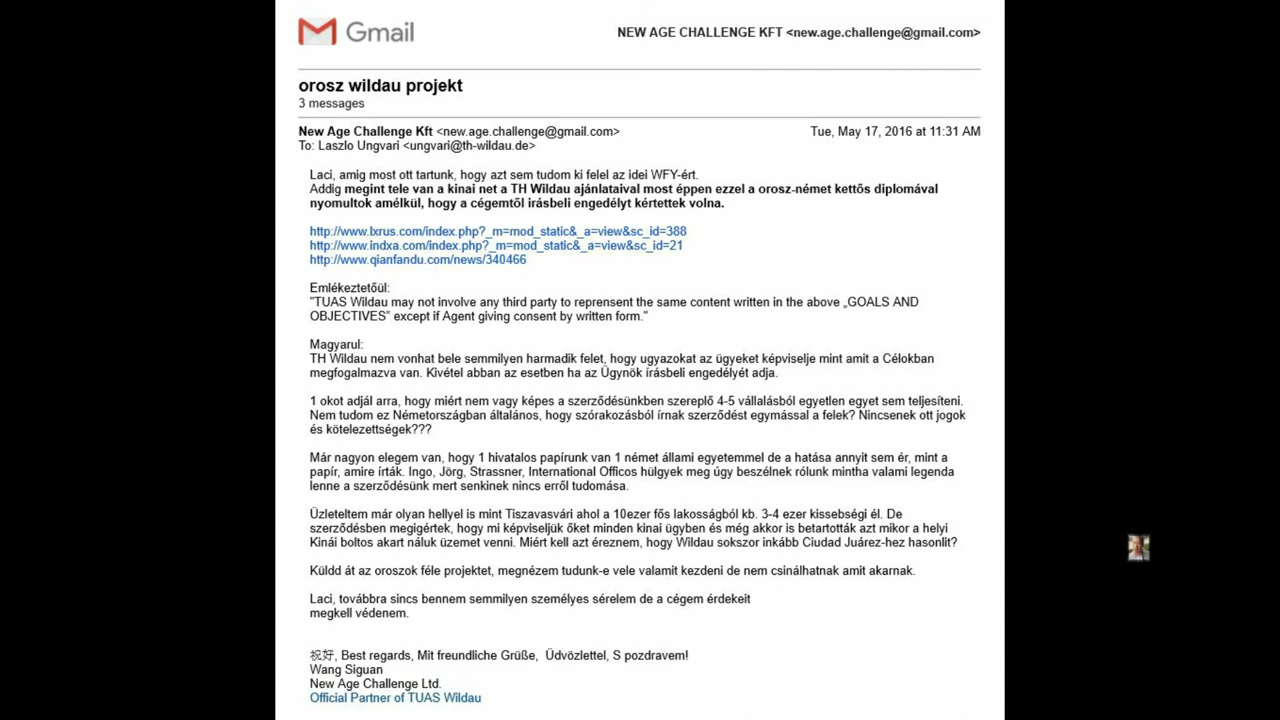 Gmail
NEW AGE CHALLENGE KFT <new.age.challenge@gmail.com>
orosz wildau projekt
3 messages
New Age Challenge Kft <new.age.challenge@gmail.com>
Tue, May 17, 2016 at 11:31 AM
To: Laszlo Ungvari <ungvari@th-wildau.de>
Laci, amig most ott tartunk, hogy azt sem tudom ki felel az idei WFY-ért.
Addig megint tele van a kinai net a TH Wildau ajánlataival most éppen ezzel a orosz-német kettős diplomával
nyomultok amélkül, hogy a cégemtől irásbeli engedélyt kértettek volna.
http://www.lxrus.com/index.php?_m=mod_static&_a=view&sc_id=388
http://www.indxa.com/index.php?_m=mod_static&_a=view&sc_id=21
http://www.qianfandu.com/news/340466
Emlékeztetőül:
"TUAS Wildau may not involve any third party to reprensent the same content written in the above „GOALS AND
OBJECTIVES” except if Agent giving consent by written form."
Magyarul:
TH Wildau nem vonhat bele semmilyen harmadik felet, hogy ugyazokat az ügyeket képviselje mint amit a Célokban
megfogalmazva van. Kivétel abban az esetben ha az Ügynök írásbeli engedélyét adja.
1 okot adjál arra, hogy miért nem vagy képes a szerződésünkben szereplő 4-5 vállalásból egyetlen egyet sem teljesíteni.
Nem tudom ez Németországban általános, hogy szórakozásból írnak szerződést egymással a felek? Nincsenek ott jogok
és kötelezettségek???
Már nagyon elegem van, hogy 1 hivatalos papírunk van 1 német állami egyetemmel de a hatása annyit sem ér, mint a
papír, amire írták. Ingo, Jörg, Strassner, International Officos hülgyek meg úgy beszélnek rólunk mintha valami legenda
lenne a szerződésünk mert senkinek nincs erről tudomása.
Üzleteltem már olyan hellyel is mint Tiszavasvári ahol a 10ezer fős lakosságból kb. 3-4 ezer kissebségi él. De
szerződésben megigértek, hogy mi képviseljük őket minden kinai ügyben és még akkor is betartották azt mikor a helyi
Kinái boltos akart náluk üzemet venni. Miért kell azt éreznem, hogy Wildau sokszor inkább Ciudad Juárez-hez hasonlit?
Küldd át az oroszok féle projektet, megnézem tudunk-e vele valamit kezdeni de nem csinálhatnak amit akarnak.
Laci, továbbra sincs bennem semmilyen személyes sérelem de a cégem érdekeit
megkell védenem.
祝好, Best regards, Mit freundliche Grüße, Üdvözlettel, S pozdravem!
Wang Siguan
New Age Challenge Ltd.
Official Partner of TUAS Wildau